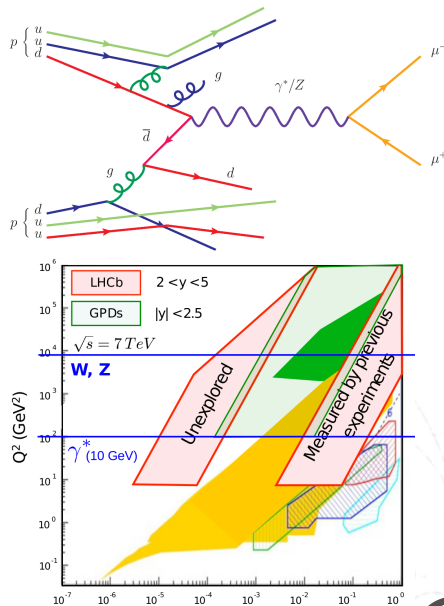 p { u
u
d
g
γ*/Z
μ⁻
μ⁺
d̅
g
d
p { d
u
u
LHCb 2 < y < 5
GPDs |y| < 2.5
√s = 7 TeV
W, Z
γ* (10 GeV)
Unexplored
Measured by previous
experiments
Q² (GeV²)
10⁶
10⁵
10⁴
10³
10²
10¹
10⁰
10⁻¹
10⁻⁷ 10⁻⁶ 10⁻⁵ 10⁻⁴ 10⁻³ 10⁻² 10⁻¹ 10⁰